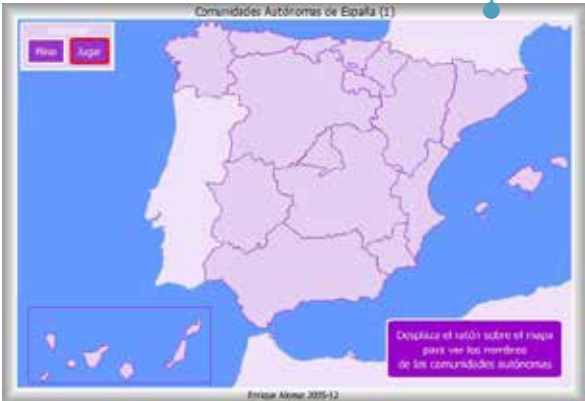 Comunidades Autónomas de España (1)
Mirar Jugar
Desplaza el ratón sobre el mapa
para ver los nombres
de las comunidades autónomas
Enrique Alonso 2005-12